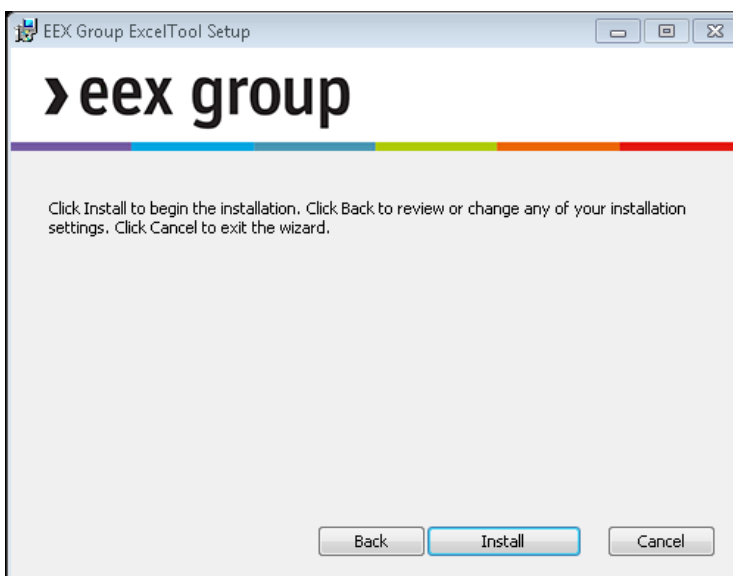 EEX Group ExcelTool Setup
eex group
Click Install to begin the installation. Click Back to review or change any of your installation
settings. Click Cancel to exit the wizard.
Back Install Cancel